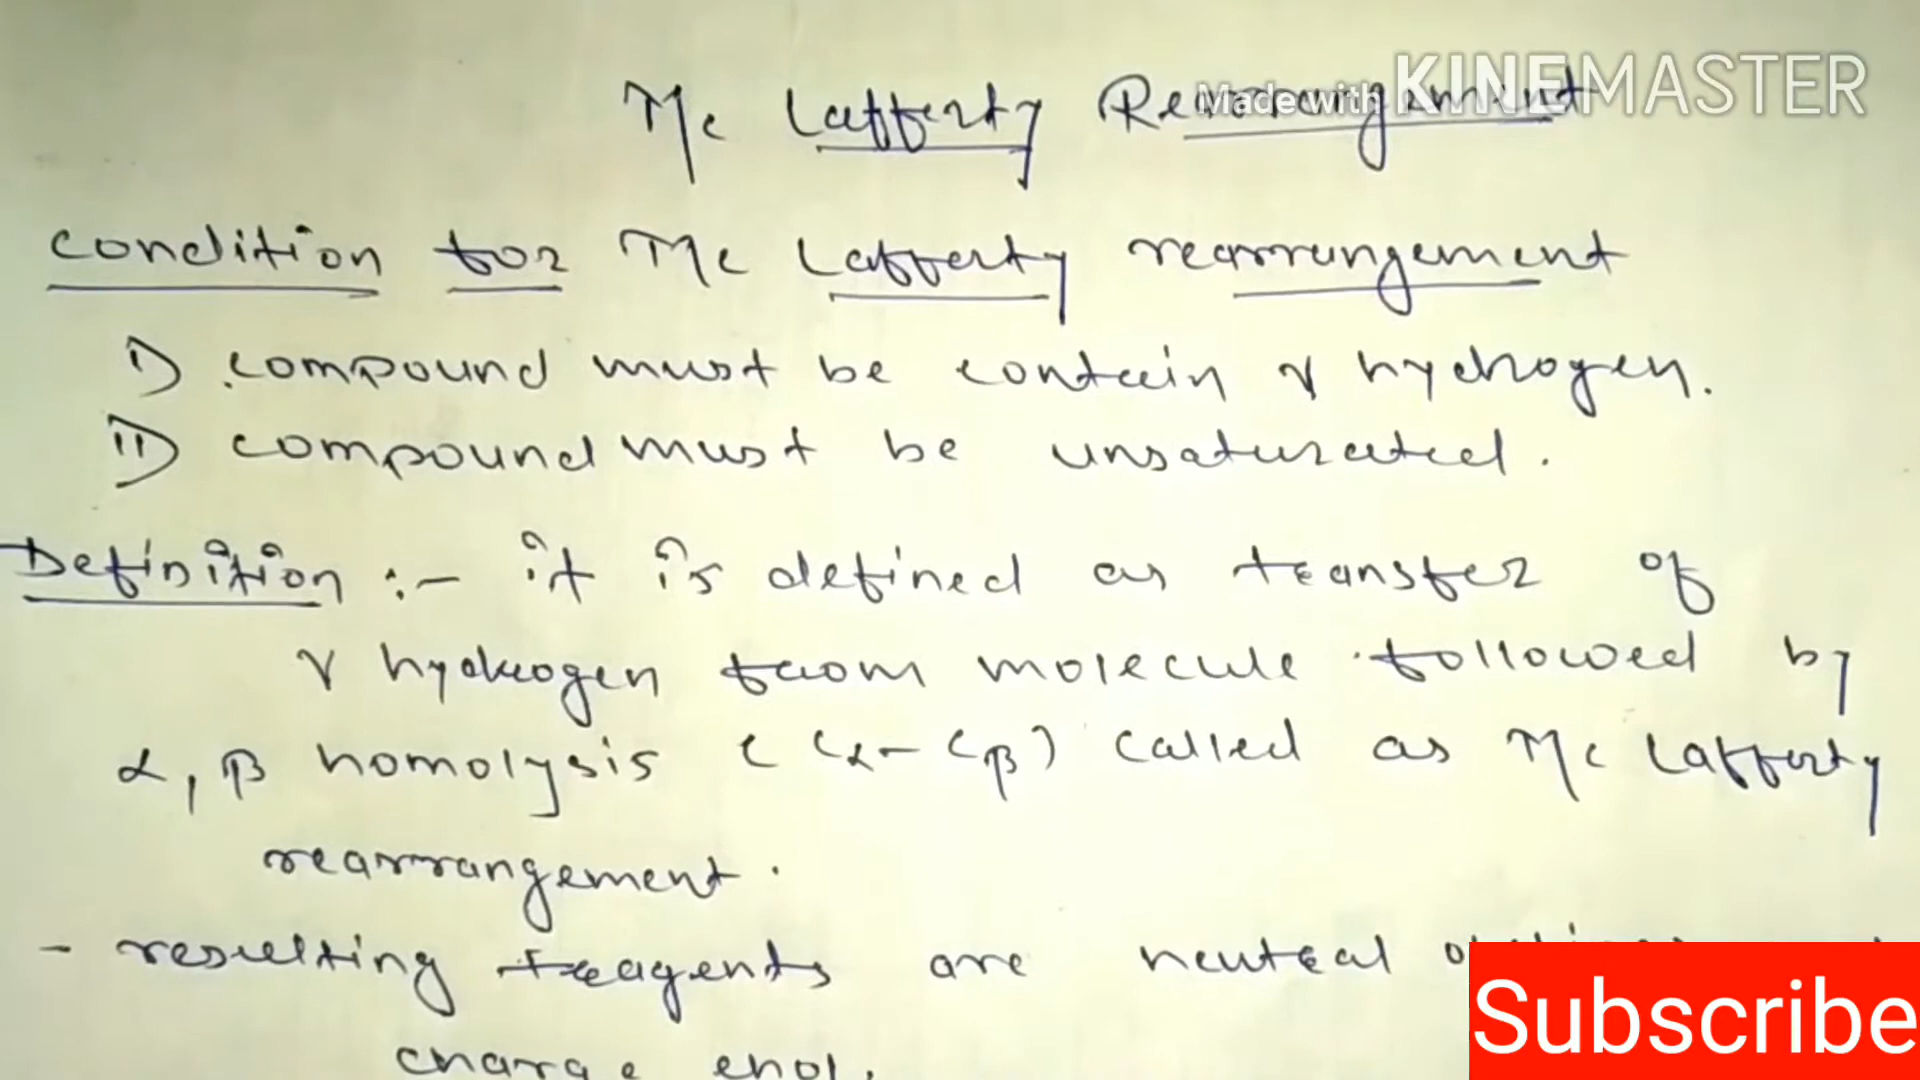 Mc Lafferty Rearrangement
Made with KINEMASTER
Condition for Mc Lafferty rearrangement
I) compound must be contain γ hydrogen.
II) compound must be unsaturated.
Definition :- it is defined as transfer of
γ hydrogen from molecule followed by
α, β homolysis (Cα - Cβ) called as Mc Lafferty
rearrangement.
- resulting are neutral
charge enol.
Subscribe